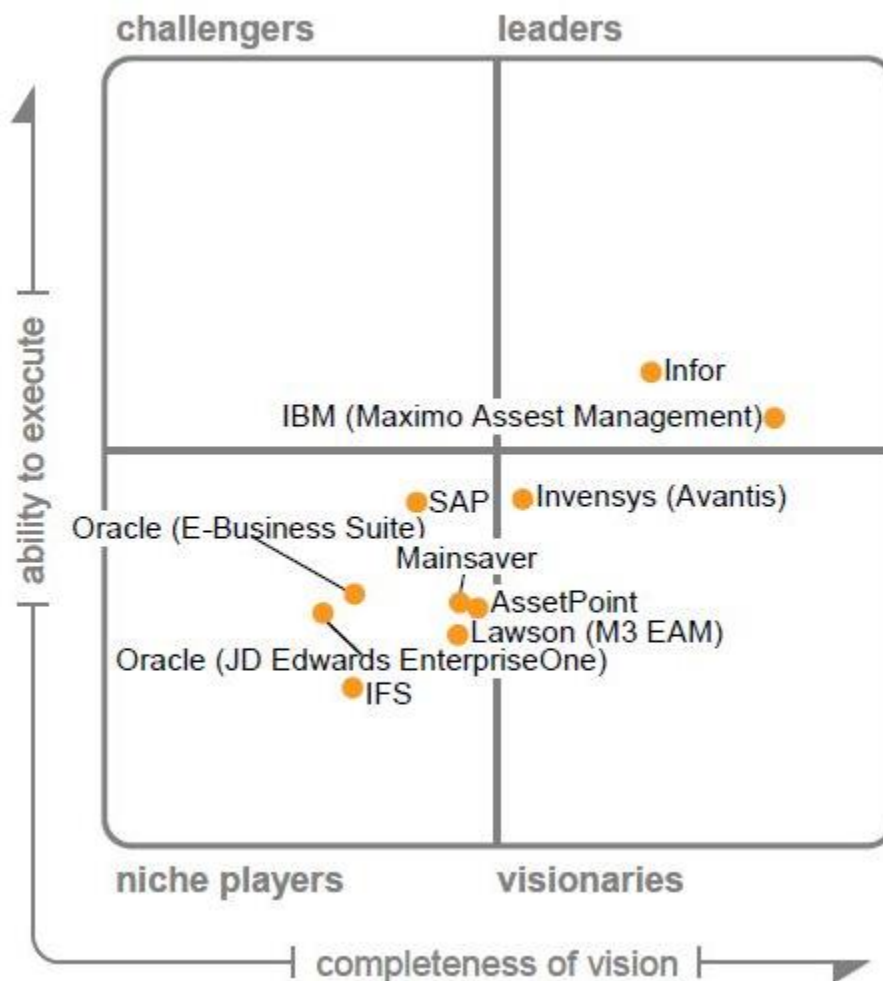 challengers
leaders
ability to execute
Infor
IBM (Maximo Assest Management)
SAP
Invensys (Avantis)
Oracle (E-Business Suite)
Mainsaver
AssetPoint
Lawson (M3 EAM)
Oracle (JD Edwards EnterpriseOne)
IFS
niche players
visionaries
completeness of vision